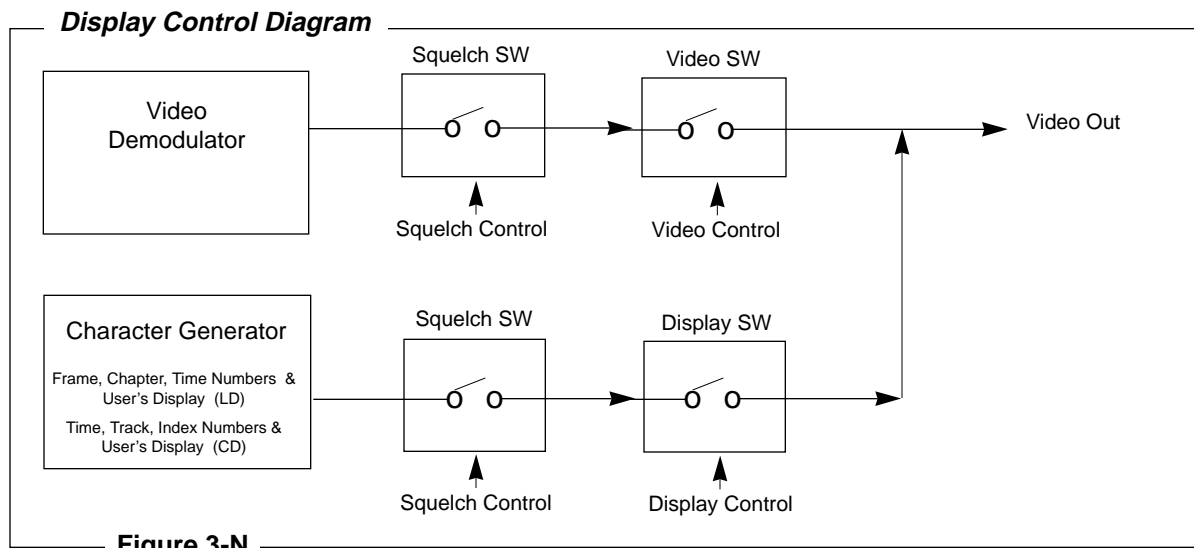 Display Control Diagram
Squelch SW
Video SW
Video
Demodulator
Video Out
Squelch Control
Video Control
Squelch SW
Display SW
Character Generator
Frame, Chapter, Time Numbers &
User's Display (LD)
Time, Track, Index Numbers &
User's Display (CD)
Squelch Control
Display Control
Figure 3-N